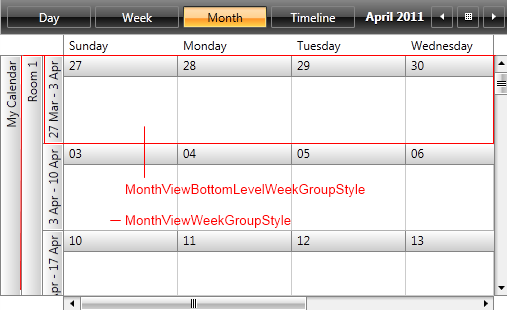 Day Week Month Timeline April 2011
Sunday Monday Tuesday Wednesday
My Calendar
Room 1
27 Mar - 3 Apr
27 28 29 30
MonthViewBottomLevelWeekGroupStyle
3 Apr - 10 Apr
03 04 05 06
MonthViewWeekGroupStyle
- 17 Apr
10 11 12 13